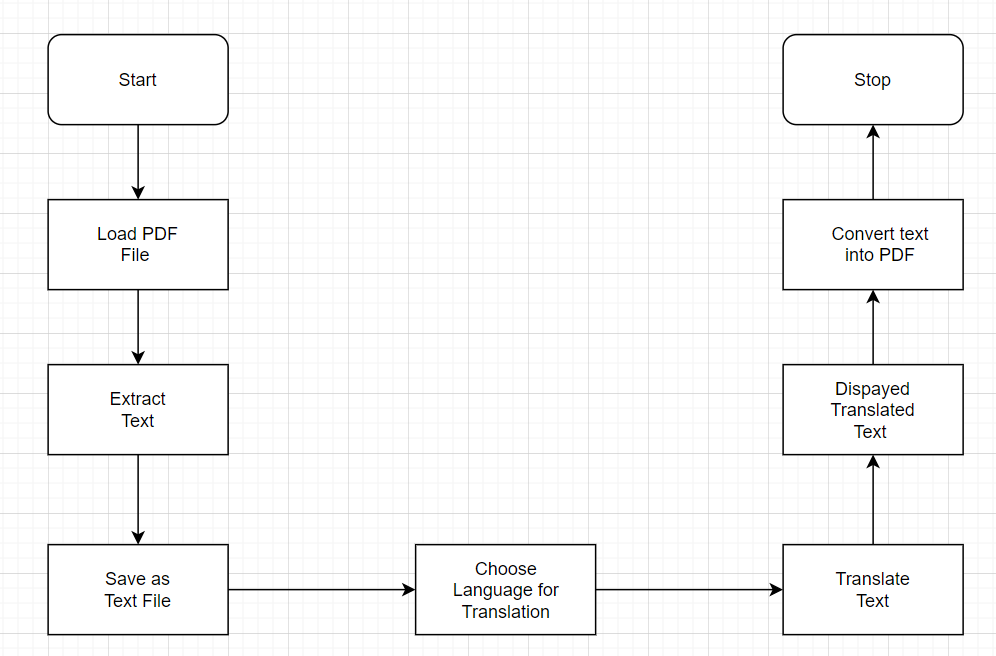 Start
Load PDF
File
Extract
Text
Save as
Text File
Choose
Language for
Translation
Translate
Text
Dispayed
Translated
Text
Convert text
into PDF
Stop